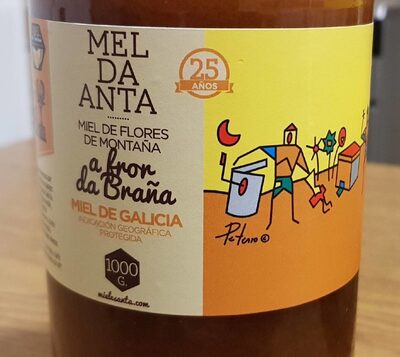 MEL
DA
ANTA
MIEL DE FLORES
DE MONTAÑA
a fror
da Braña
MIEL DE GALICIA
INDICACIÓN GEOGRÁFICA
PROTEGIDA
1000
G.
mielesanta.com
25
AÑOS